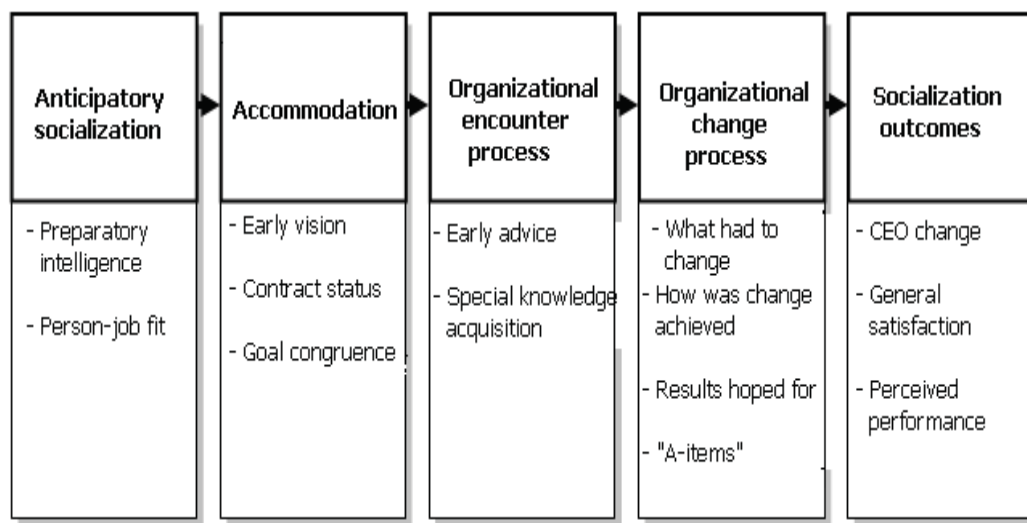 Anticipatory
socialization
- Preparatory
intelligence
- Person-job fit
Accommodation
- Early vision
- Contract status
- Goal congruence
Organizational
encounter
process
- Early advice
- Special knowledge
acquisition
Organizational
change
process
- What had to
change
- How was change
achieved
- Results hoped for
- "A-items"
Socialization
outcomes
- CEO change
- General
satisfaction
- Perceived
performance